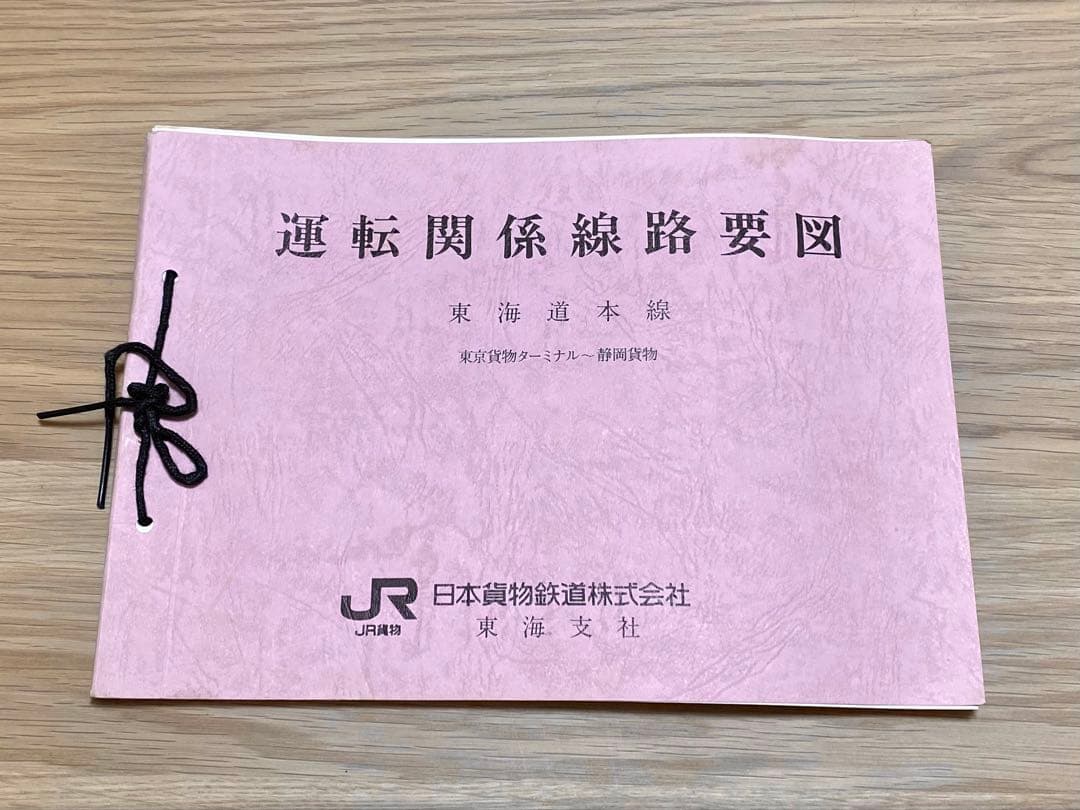 運転関係線路要図
東海道本線
東京貨物ターミナル～静岡貨物
JR 日本貨物鉄道株式会社
JR貨物 東海支社